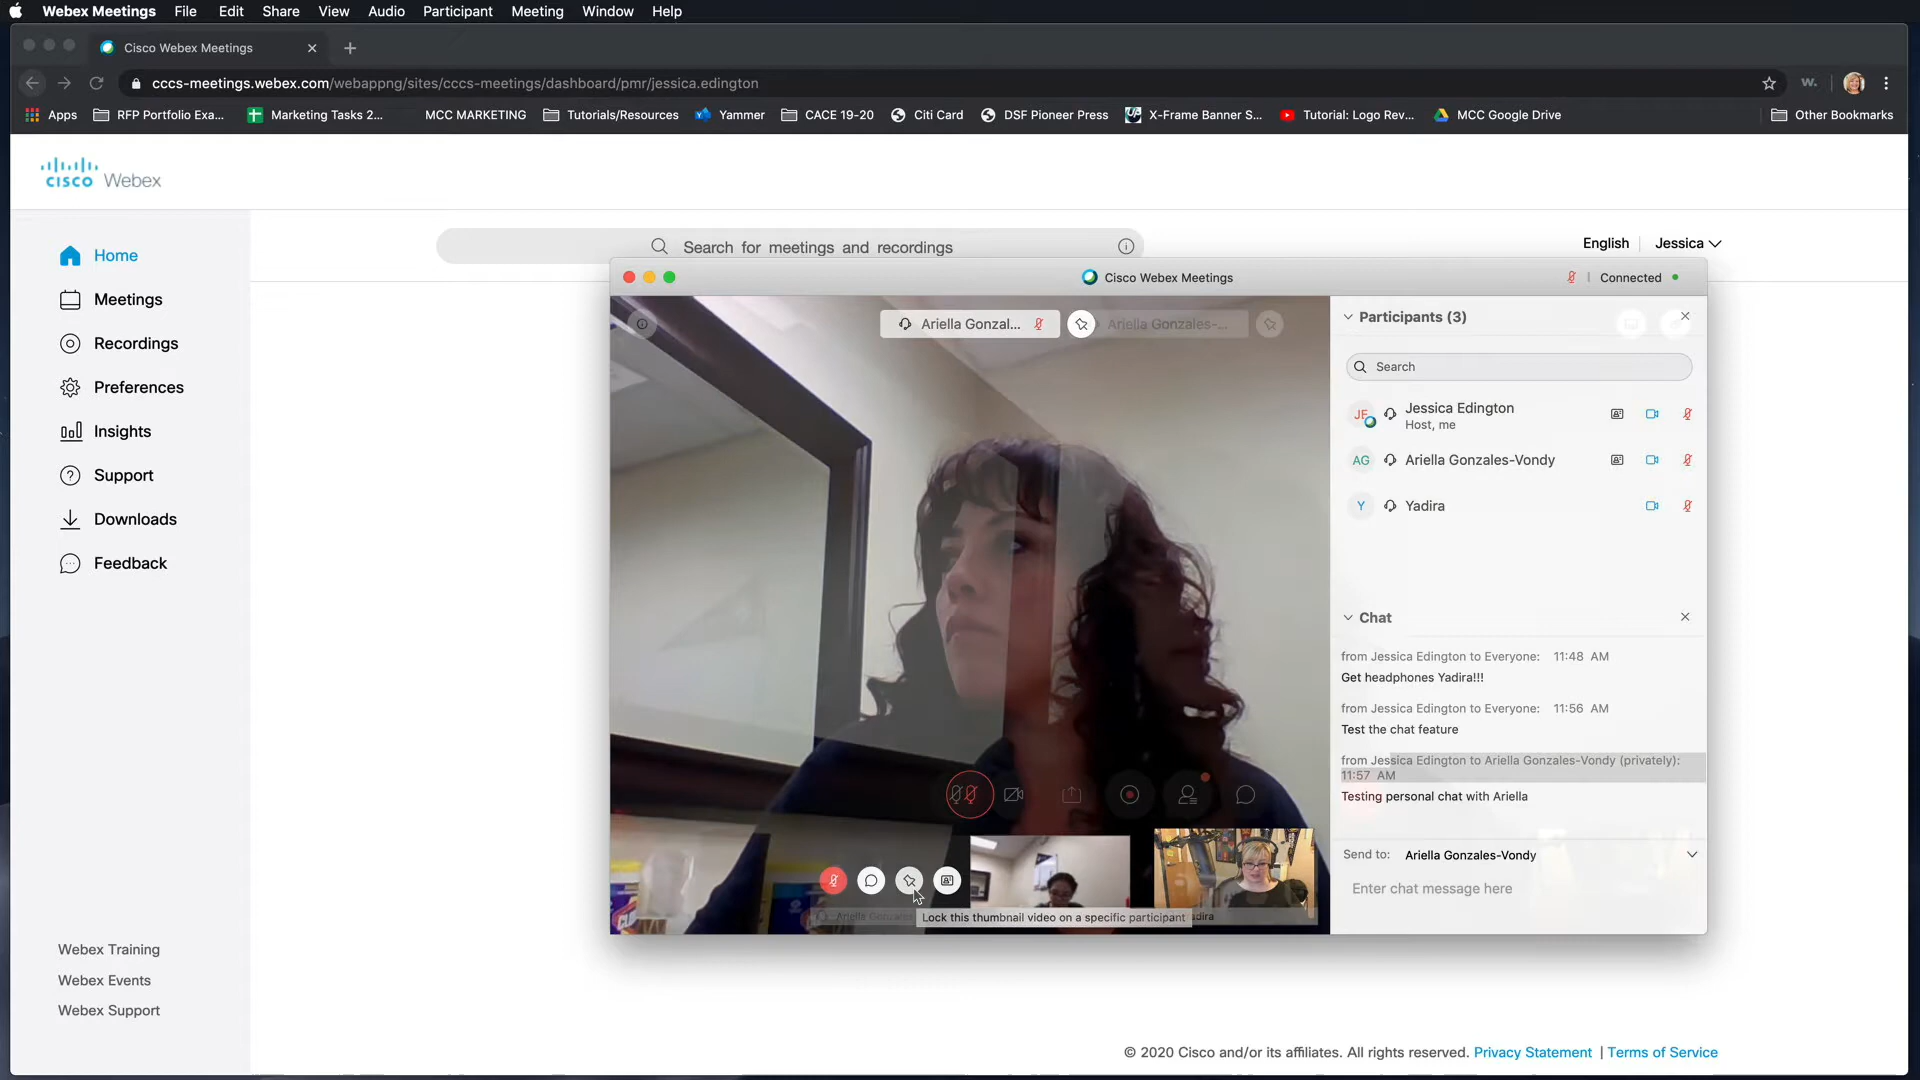 Webex Meetings File Edit Share View Audio Participant Meeting Window Help
Cisco Webex Meetings
cccs-meetings.webex.com/webappng/sites/cccs-meetings/dashboard/pmr/jessica.edington
Apps RFP Portfolio Exa... Marketing Tasks 2... MCC MARKETING Tutorials/Resources Yammer CACE 19-20 Citi Card DSF Pioneer Press X-Frame Banner S... Tutorial: Logo Rev... MCC Google Drive Other Bookmarks
cisco Webex
Search for meetings and recordings
English Jessica
Home
Meetings
Recordings
Preferences
Insights
Support
Downloads
Feedback
Webex Training
Webex Events
Webex Support
Cisco Webex Meetings Connected
Ariella Gonzal... Ariella Gonzales-...
Participants (3)
Search
JE Jessica Edington
Host, me
AG Ariella Gonzales-Vondy
Y Yadira
Chat
from Jessica Edington to Everyone: 11:48 AM
Get headphones Yadira!!!
from Jessica Edington to Everyone: 11:56 AM
Test the chat feature
from Jessica Edington to Ariella Gonzales-Vondy (privately):
11:57 AM
Testing personal chat with Ariella
Send to: Ariella Gonzales-Vondy
Enter chat message here
Lock this thumbnail video on a specific participant
© 2020 Cisco and/or its affiliates. All rights reserved. Privacy Statement | Terms of Service